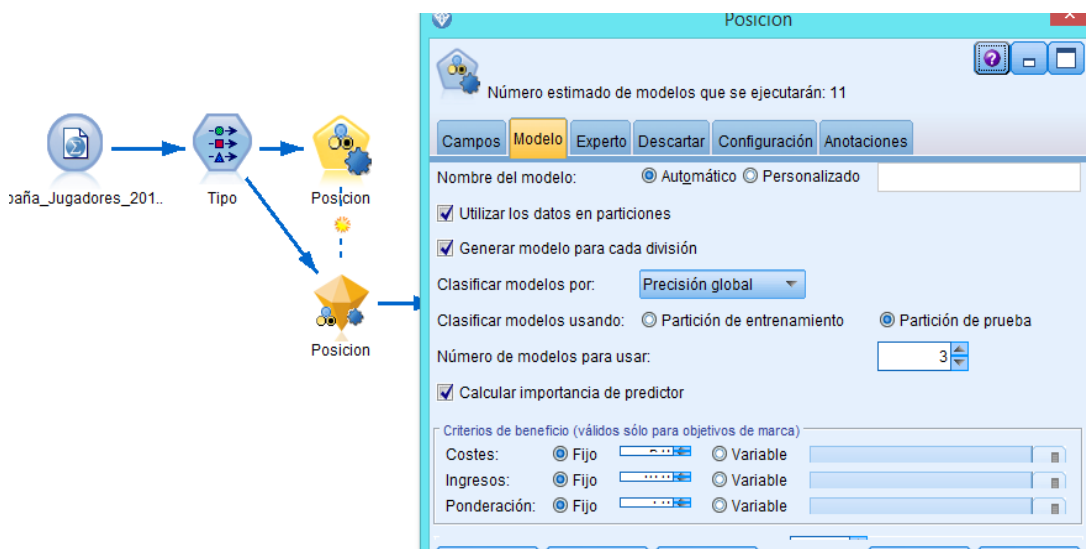 Posicion
Número estimado de modelos que se ejecutarán: 11
Campos Modelo Experto Descartar Configuración Anotaciones
Nombre del modelo: Automático Personalizado
Utilizar los datos en particiones
Generar modelo para cada división
Clasificar modelos por: Precisión global
Clasificar modelos usando: Partición de entrenamiento Partición de prueba
Número de modelos para usar: 3
Calcular importancia de predictor
Criterios de beneficio (válidos sólo para objetivos de marca)
Costes: Fijo Variable
Ingresos: Fijo Variable
Ponderación: Fijo Variable
paña_Jugadores_201..
Tipo
Posicion
Posicion